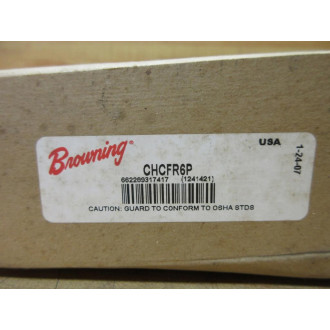 Browning
USA
1-24-07
CHCFR6P
662269317417 (1241421)
CAUTION: GUARD TO CONFORM TO OSHA STDS